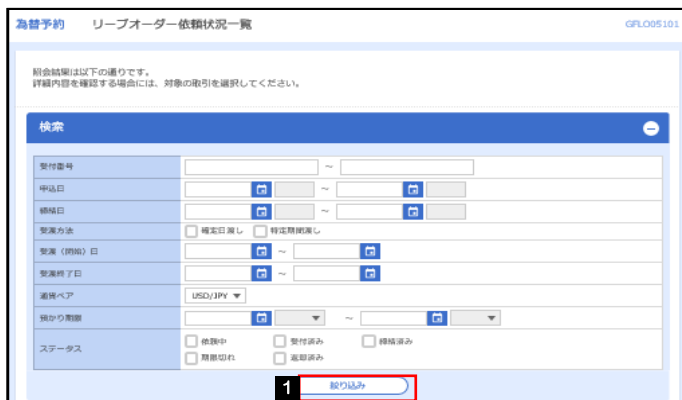 為替予約 リーブオーダー依頼状況一覧 GFLO05101
照会結果は以下の通りです。
詳細内容を確認する場合には、対象の取引を選択してください。
検索
受付番号 ～
申込日 ～
締結日 ～
受渡方法 確定日渡し 特定期間渡し
受渡（開始）日 ～
受渡終了日 ～
通貨ペア USD/JPY
預かり期限 ～
ステータス 依頼中 受付済み 締結済み
期限切れ 返却済み
1 絞り込み